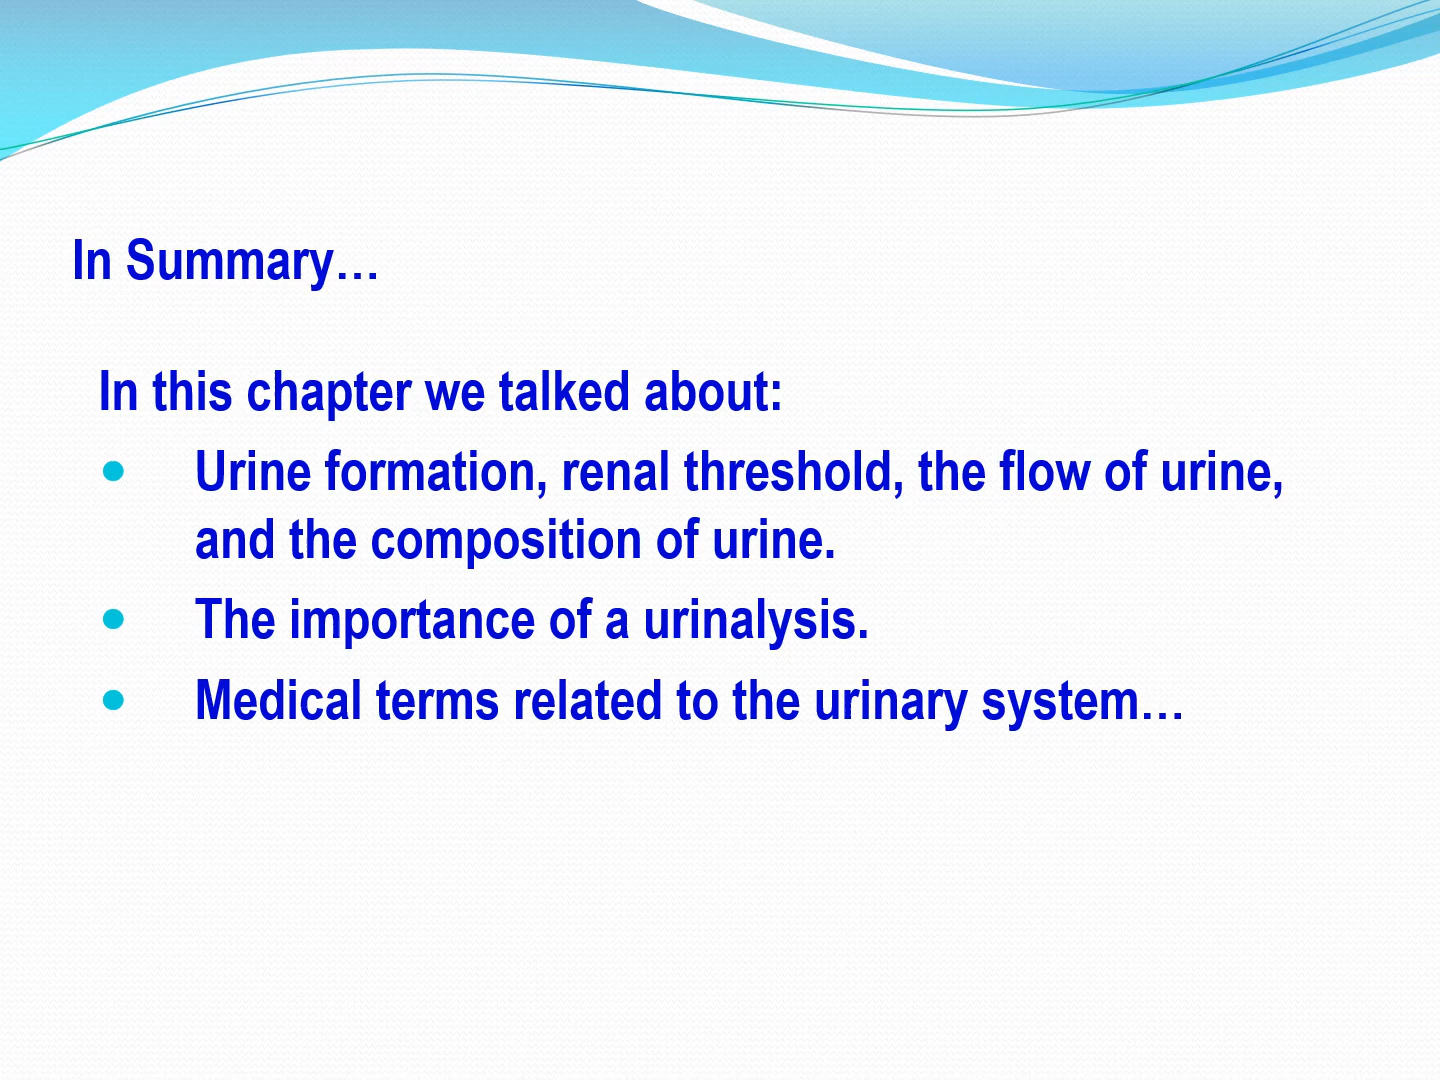 In Summary…
In this chapter we talked about:
• Urine formation, renal threshold, the flow of urine,
and the composition of urine.
• The importance of a urinalysis.
• Medical terms related to the urinary system…